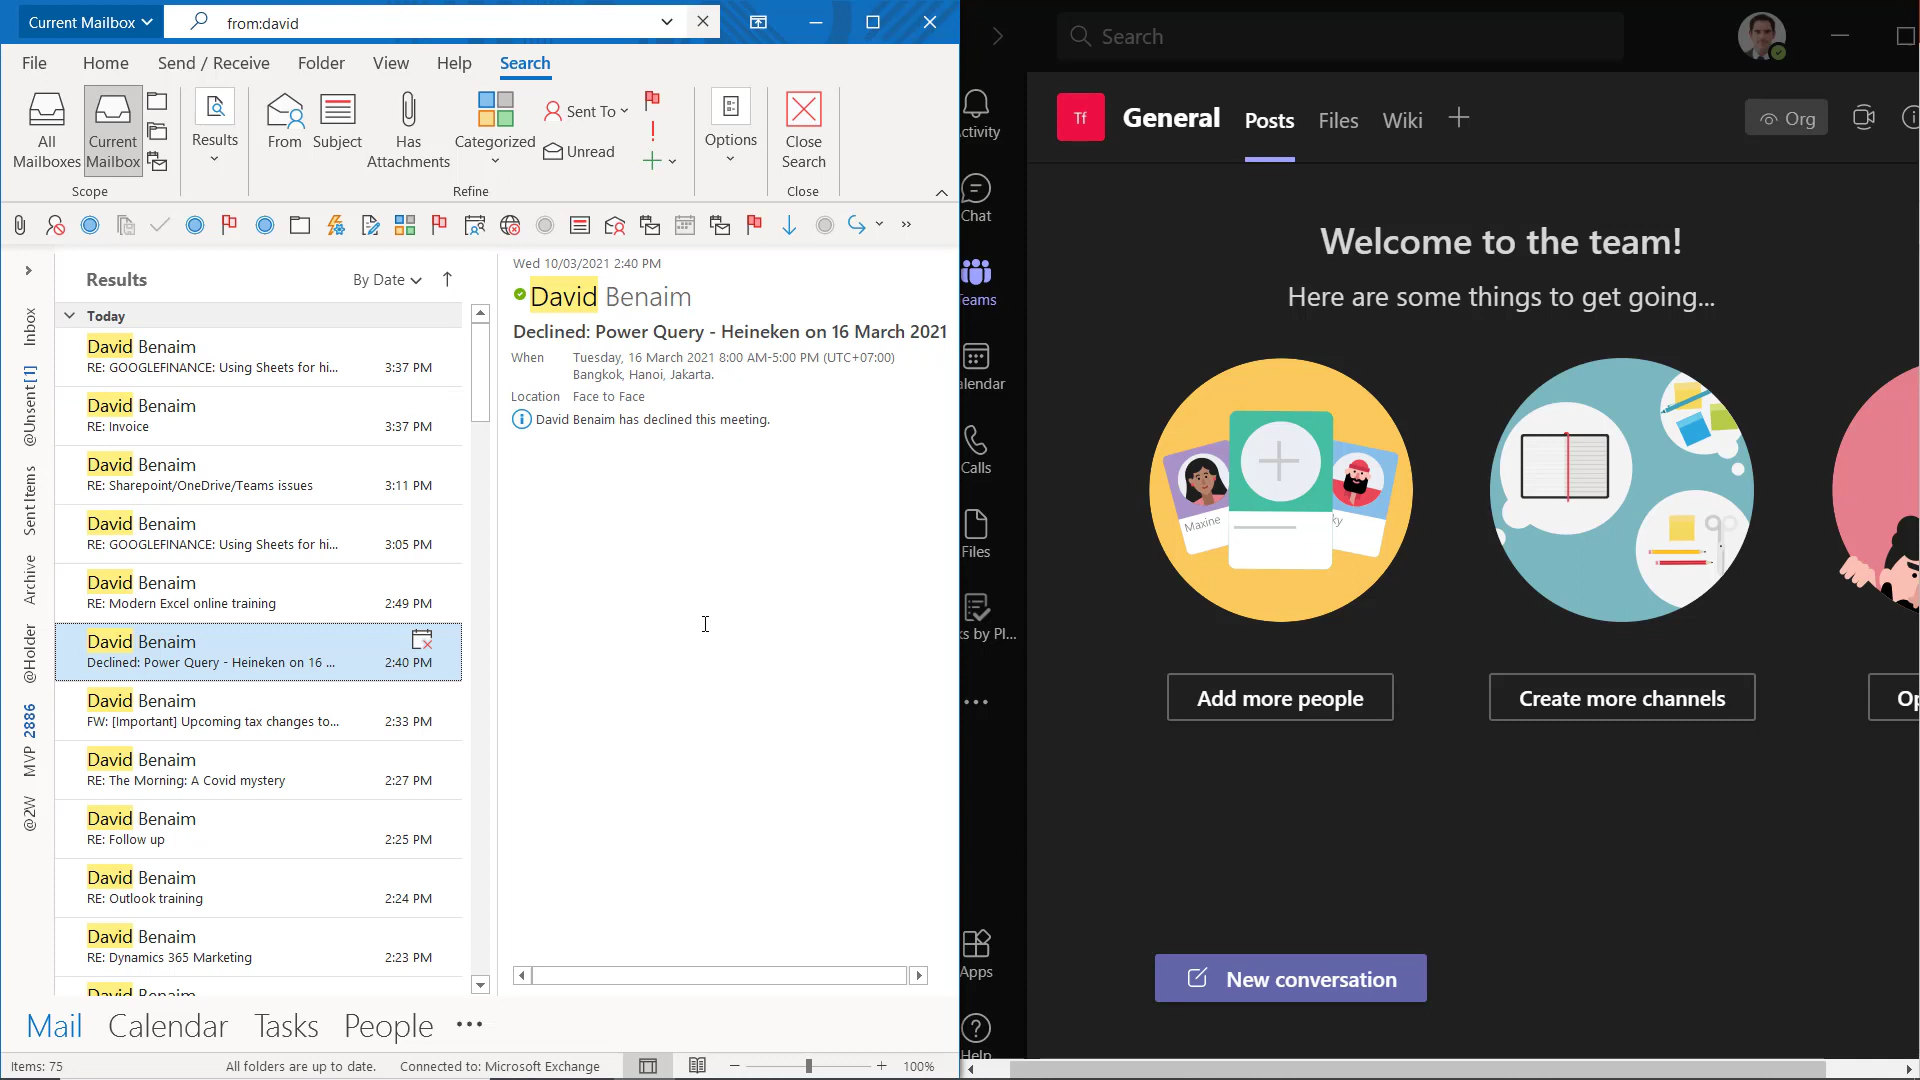 Current Mailbox
from:david
File Home Send / Receive Folder View Help Search
All Mailboxes
Current Mailbox
Results
From
Subject
Has Attachments
Categorized
Sent To
Unread
Options
Close Search
Scope
Refine
Close
Inbox
@Unsent[1]
Sent Items
Archive
@Holder
MVP 2886
@2W
Results
By Date
Today
David Benaim
RE: GOOGLEFINANCE: Using Sheets for hi... 3:37 PM
David Benaim
RE: Invoice 3:37 PM
David Benaim
RE: Sharepoint/OneDrive/Teams issues 3:11 PM
David Benaim
RE: GOOGLEFINANCE: Using Sheets for hi... 3:05 PM
David Benaim
RE: Modern Excel online training 2:49 PM
David Benaim
Declined: Power Query - Heineken on 16 ... 2:40 PM
David Benaim
FW: [Important] Upcoming tax changes to... 2:33 PM
David Benaim
RE: The Morning: A Covid mystery 2:27 PM
David Benaim
RE: Follow up 2:25 PM
David Benaim
RE: Outlook training 2:24 PM
David Benaim
RE: Dynamics 365 Marketing 2:23 PM
David Benaim
Wed 10/03/2021 2:40 PM
David Benaim
Declined: Power Query - Heineken on 16 March 2021
When Tuesday, 16 March 2021 8:00 AM-5:00 PM (UTC+07:00)
Bangkok, Hanoi, Jakarta.
Location Face to Face
David Benaim has declined this meeting.
Mail Calendar Tasks People ...
Items: 75
All folders are up to date.
Connected to: Microsoft Exchange
100%
Search
ctivity
Chat
eams
alendar
Calls
Files
ks by Pl...
...
Apps
Help
Tf
General Posts Files Wiki
Org
Welcome to the team!
Here are some things to get going...
Maxine
ky
Add more people
Create more channels
Op
New conversation